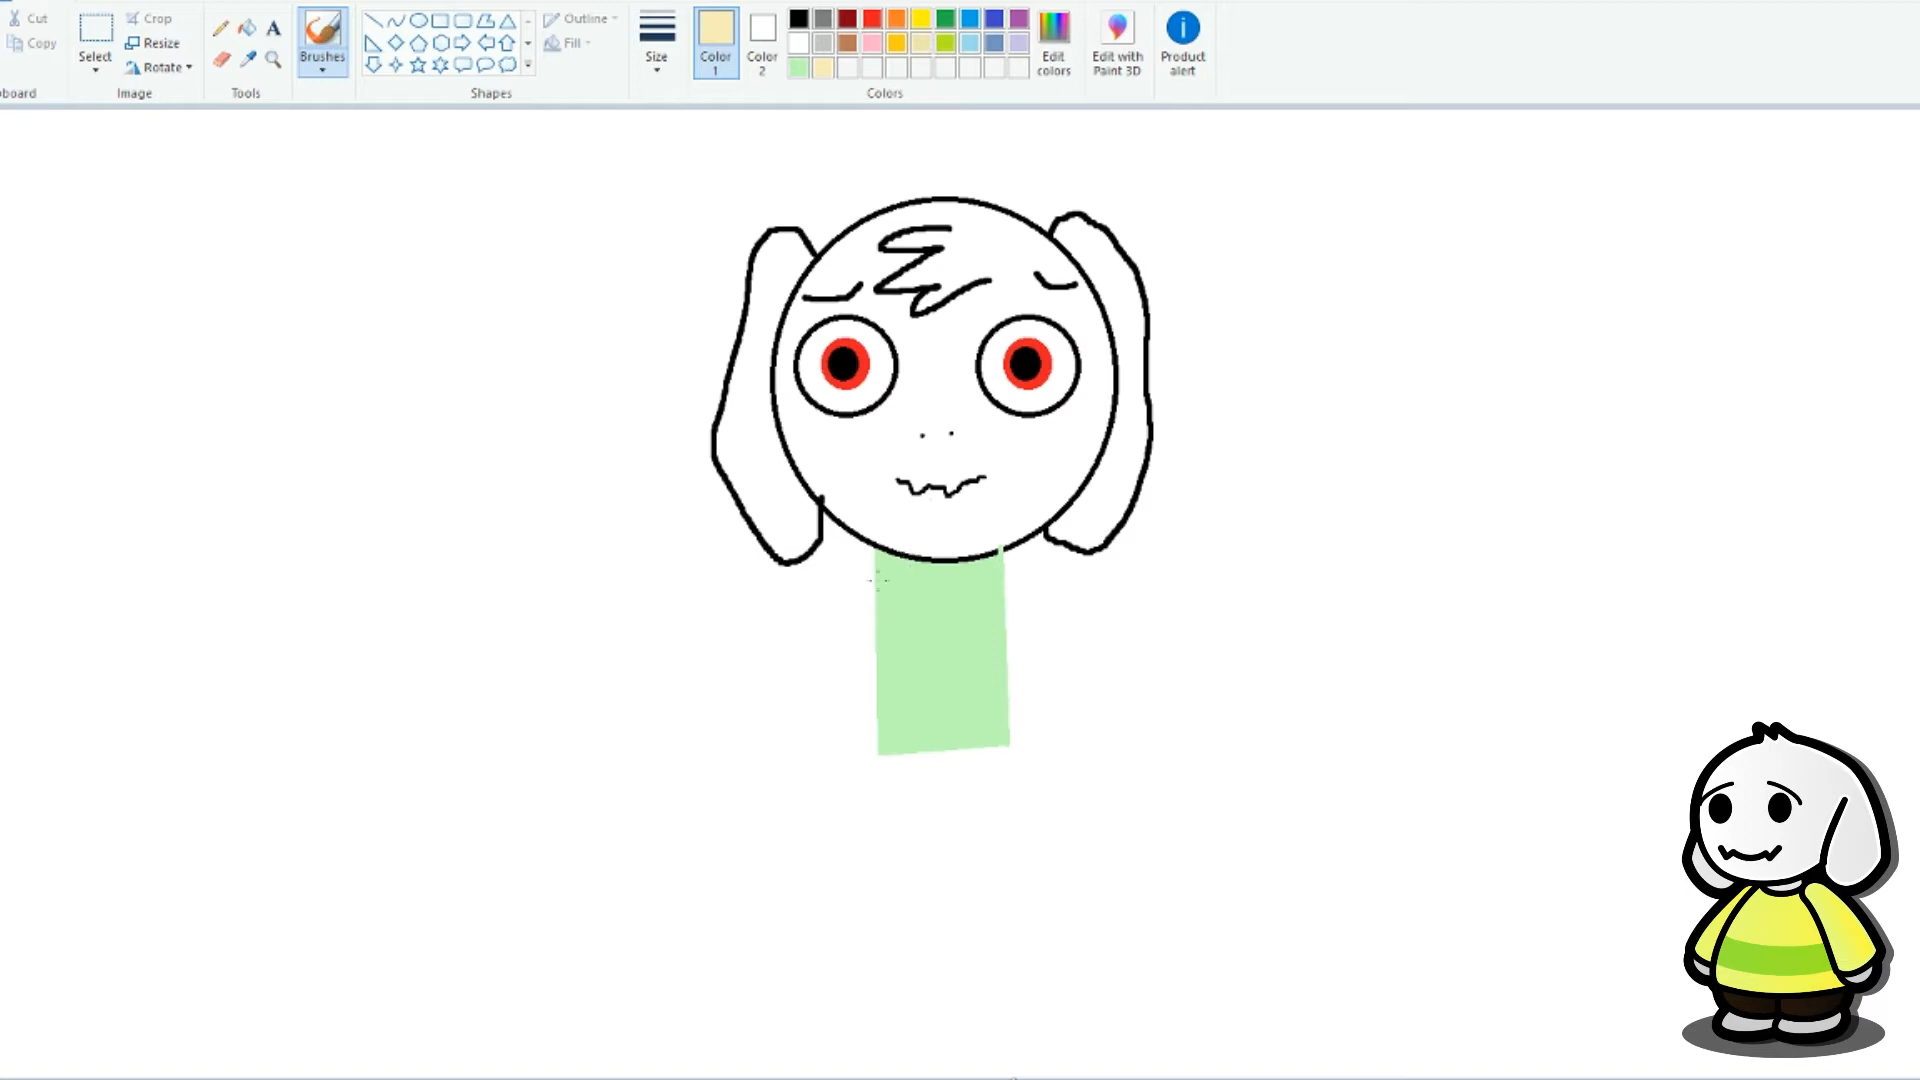 Cut
Copy
board
Select
Crop
Resize
Rotate
Image
A
Tools
Brushes
Outline
Fill
Shapes
Size
Color
1
Color
2
Colors
Edit
colors
Edit with
Paint 3D
Product
alert